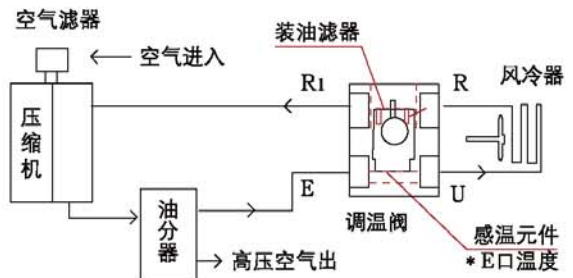 空气滤器
空气进入
装油滤器
R1
R
风冷器
压缩机
E
U
油分器
调温阀
高压空气出
感温元件
*E口温度